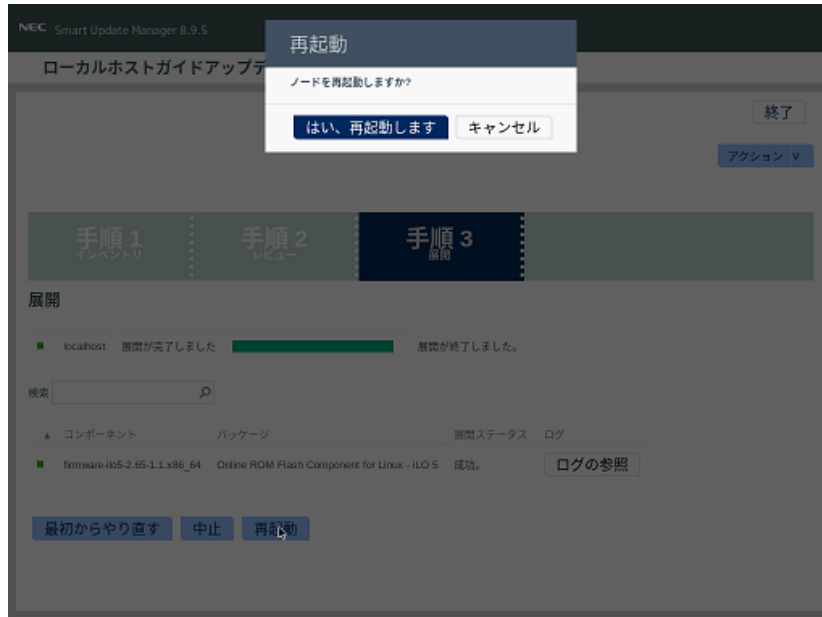 NEC Smart Update Manager 8.9.5
再起動
ローカルホストガイドアップデ
ノードを再起動しますか?
はい、再起動します キャンセル
終了
アクション ∨
手順 1 手順 2 手順 3
インベントリ レビュー 展開
展開
localhost 展開が完了しました 展開が終了しました。
検索
▲ コンポーネント パッケージ 展開ステータス ログ
firmware-ilo5-2.65-1.1.x86_64 Online ROM Flash Component for Linux - iLO 5 成功。 ログの参照
最初からやり直す 中止 再起動